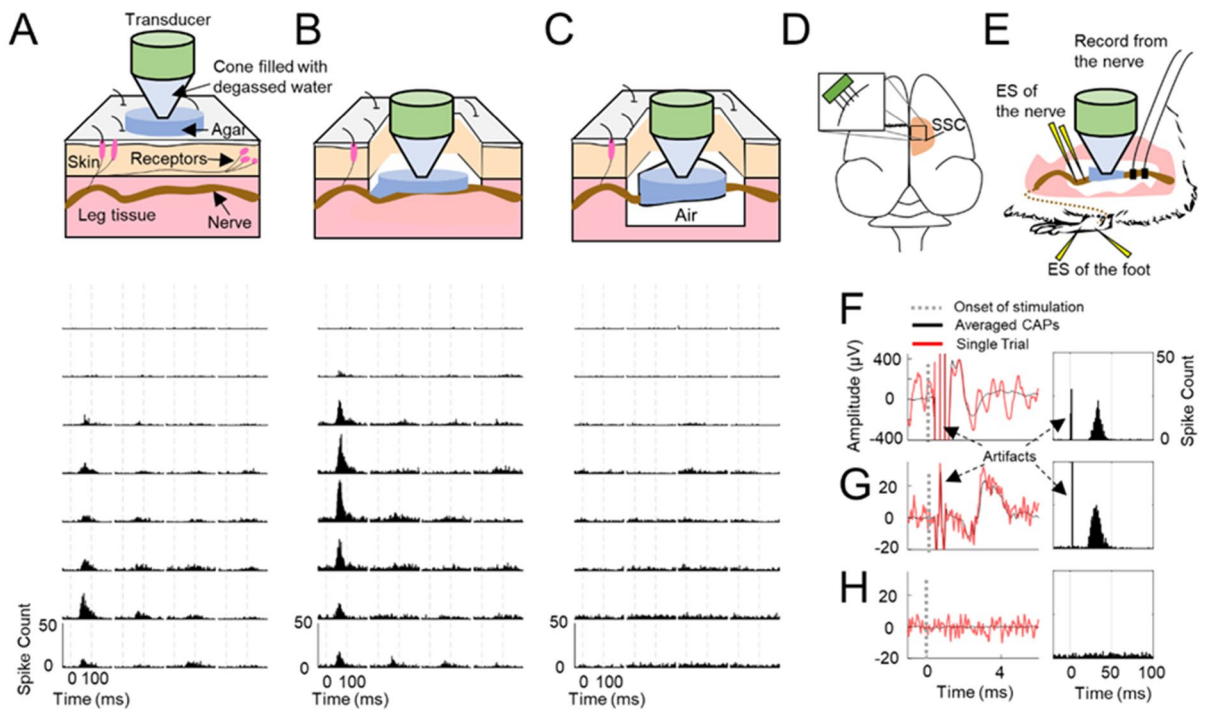 A
B
C
D
E
Transducer
Cone filled with
degassed water
Agar
Skin
Receptors
Leg tissue
Nerve
Air
SSC
Record from
the nerve
ES of
the nerve
ES of the foot
50
0
Spike Count
0 100
Time (ms)
50
0
0 100
Time (ms)
50
0
0 100
Time (ms)
F
Onset of stimulation
Averaged CAPs
Single Trial
Amplitude (µV)
400
0
-400
50
0
Spike Count
Artifacts
G
20
0
-20
H
20
0
-20
0 4
Time (ms)
0 50 100
Time (ms)